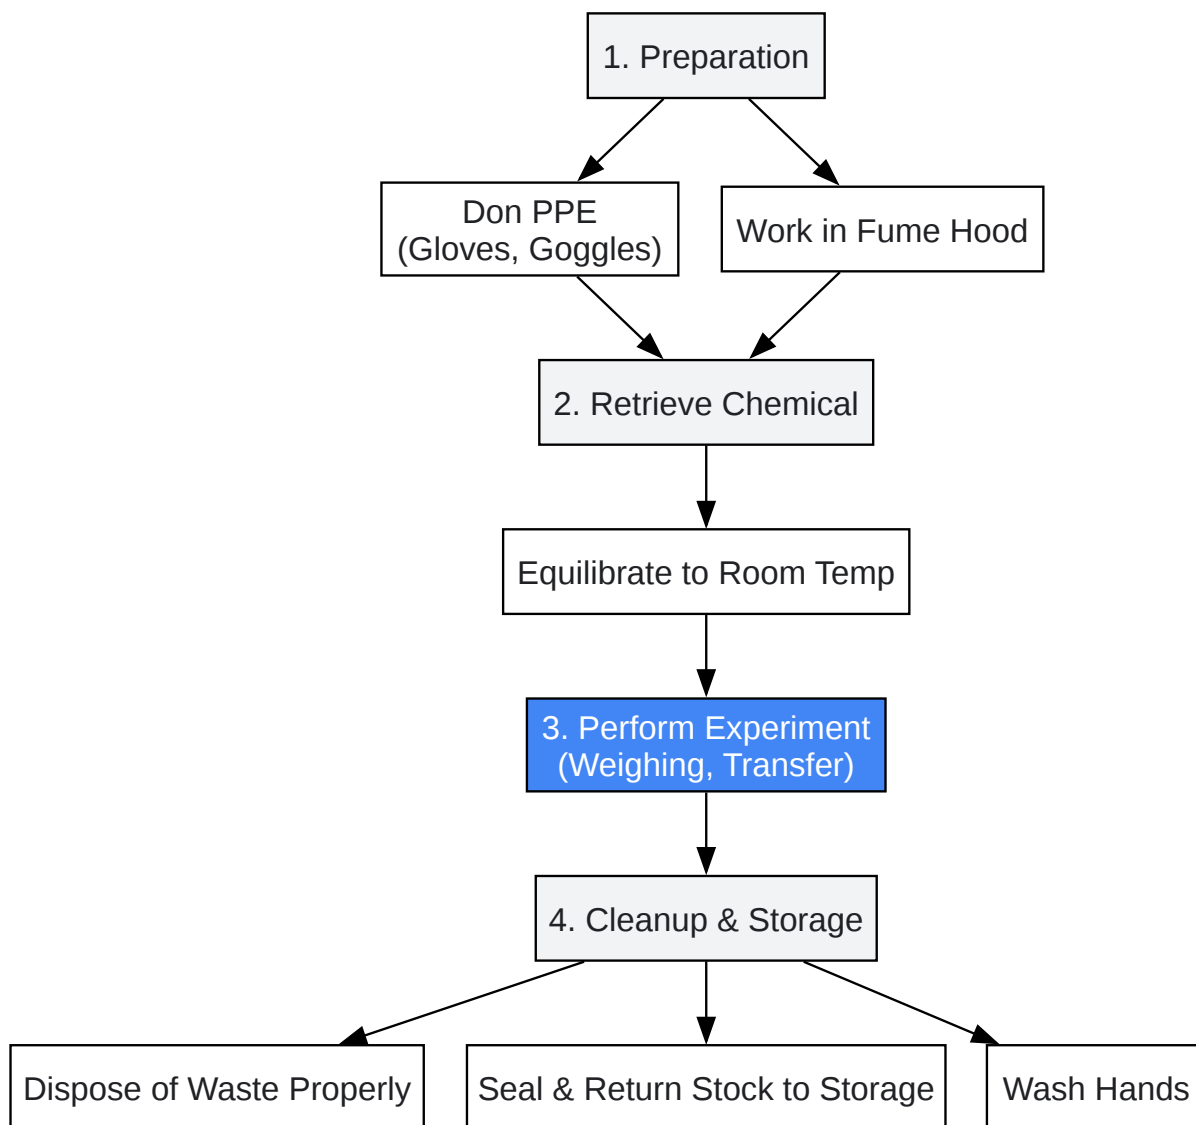 1. Preparation
Don PPE
(Gloves, Goggles)
Work in Fume Hood
2. Retrieve Chemical
Equilibrate to Room Temp
3. Perform Experiment
(Weighing, Transfer)
4. Cleanup & Storage
Dispose of Waste Properly
Seal & Return Stock to Storage
Wash Hands